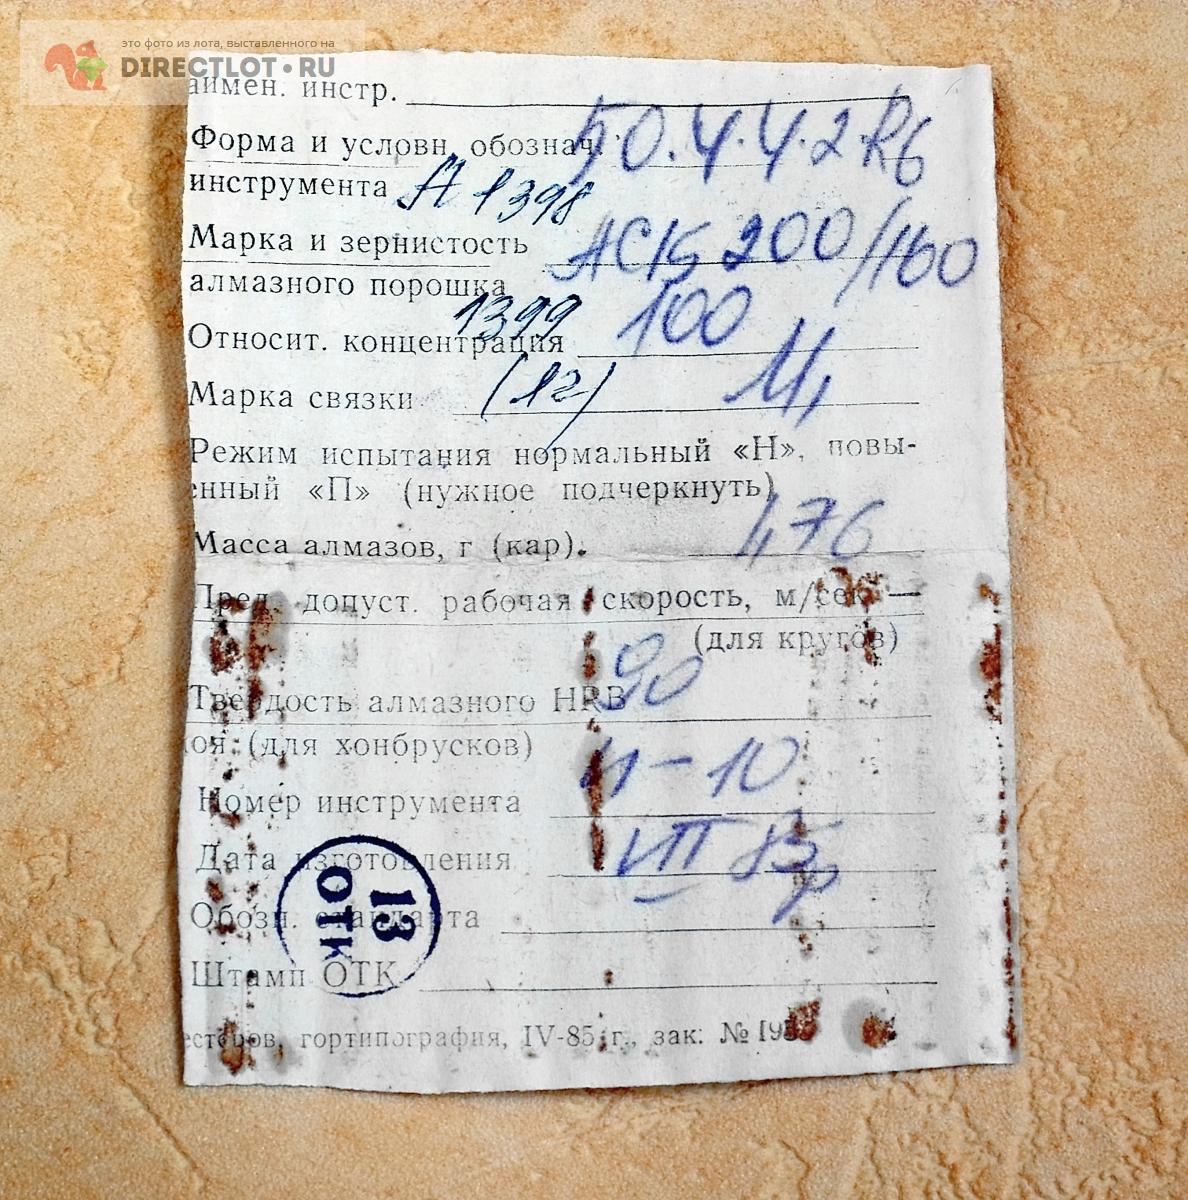 это фото из лота, выставленного на
DIRECTLOT.RU
аимен. инстр.
Форма и условн. обознач. 50.4.4.2 R6
инструмента А 1398
Марка и зернистость АС15 200/160
алмазного порошка
1399 100
Относит. концентрация
Марка связки (12) М1
Режим испытания нормальный «Н», повы-
енный «П» (нужное подчеркнуть)
Масса алмазов, г (кар). 1,76
Пред. допуст. рабочая скорость, м/сек —
(для кругов)
90
Твердость алмазного HRB
оя (для хонбрусков)
10
Номер инструмента
Дата изготовления VII 85
Обозн. стандарта
13
ОТК
Штамп ОТК
гортипография, IV-85 г., зак. №